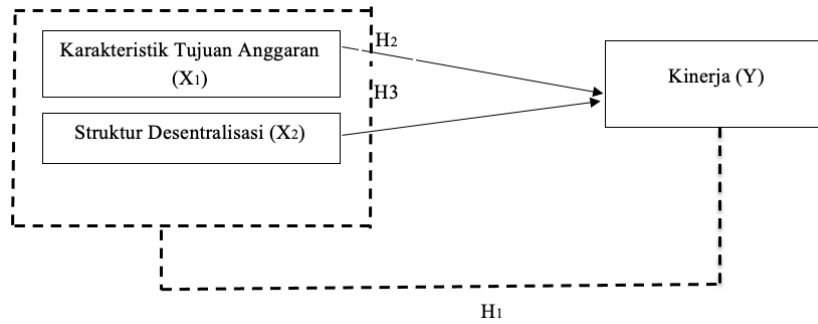 Karakteristik Tujuan Anggaran
(X1)
H2
Kinerja (Y)
H3
Struktur Desentralisasi (X2)
H1